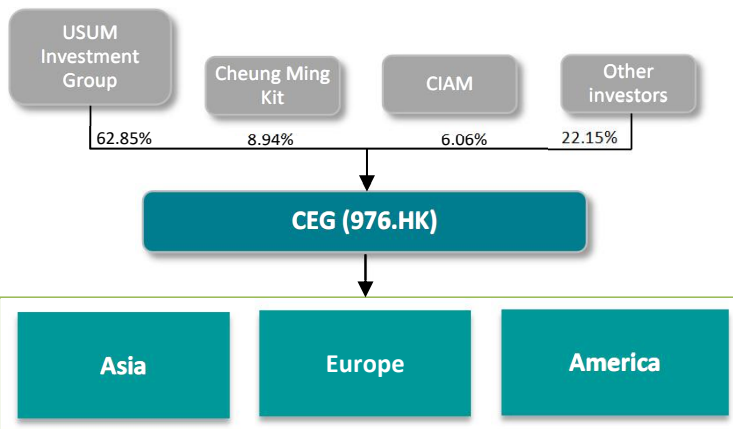 USUM
Investment
Group
Cheung Ming
Kit
CIAM
Other
investors
62.85%
8.94%
6.06%
22.15%
CEG (976.HK)
Asia
Europe
America